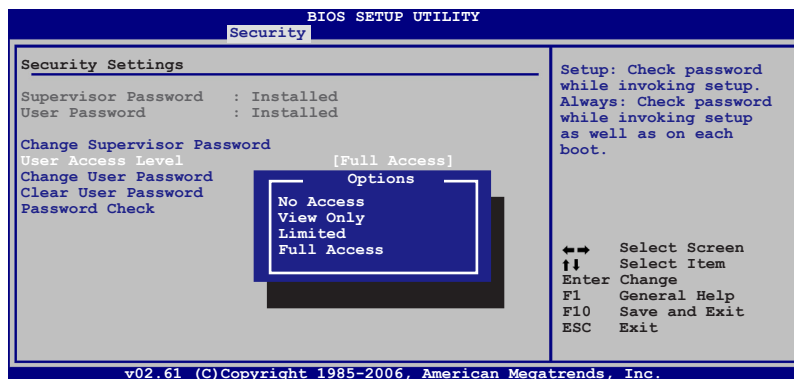 BIOS SETUP UTILITY
Security
Security Settings
Supervisor Password : Installed
User Password : Installed
Change Supervisor Password
User Access Level [Full Access]
Change User Password
Clear User Password
Password Check
Options
No Access
View Only
Limited
Full Access
Setup: Check password
while invoking setup.
Always: Check password
while invoking setup
as well as on each
boot.
Select Screen
Select Item
Enter Change
F1 General Help
F10 Save and Exit
ESC Exit
v02.61 (C)Copyright 1985-2006, American Megatrends, Inc.